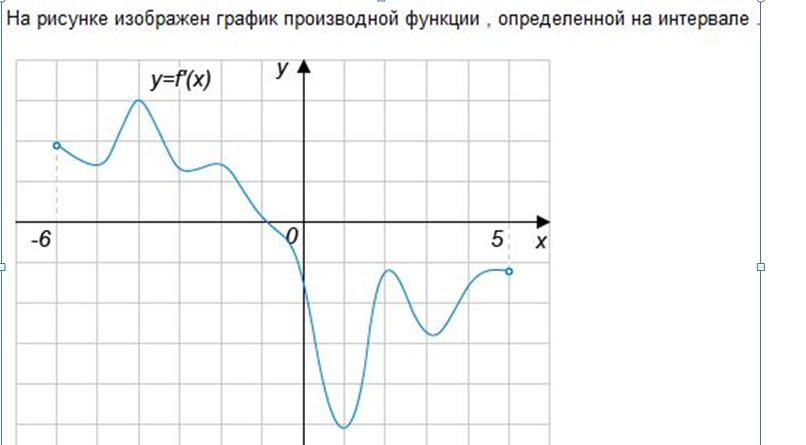 На рисунке изображен график производной функции , определенной на интервале .
y=f'(x)
y
-6
0
5
x